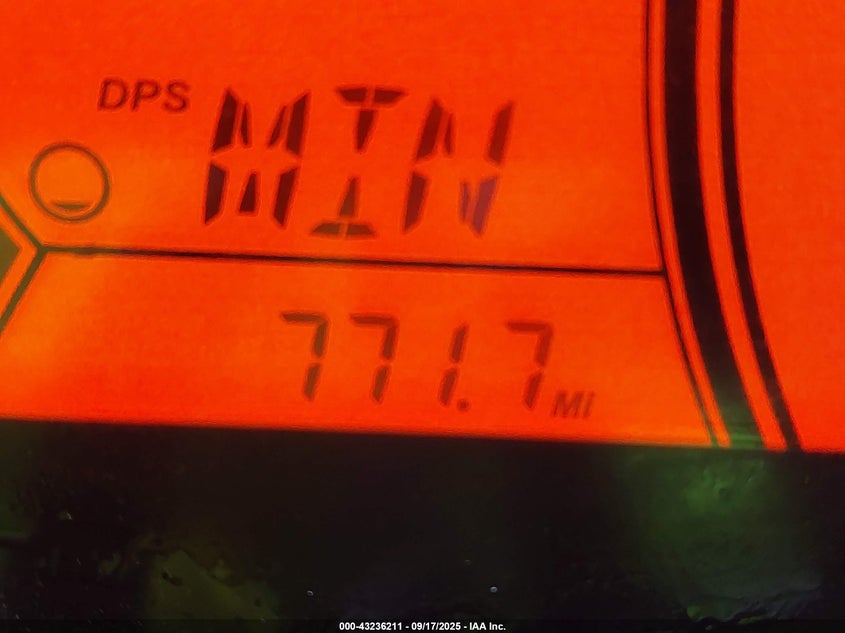 DPS MIN
771.7 MI
000-43236211 - 09/17/2025 - IAA Inc.